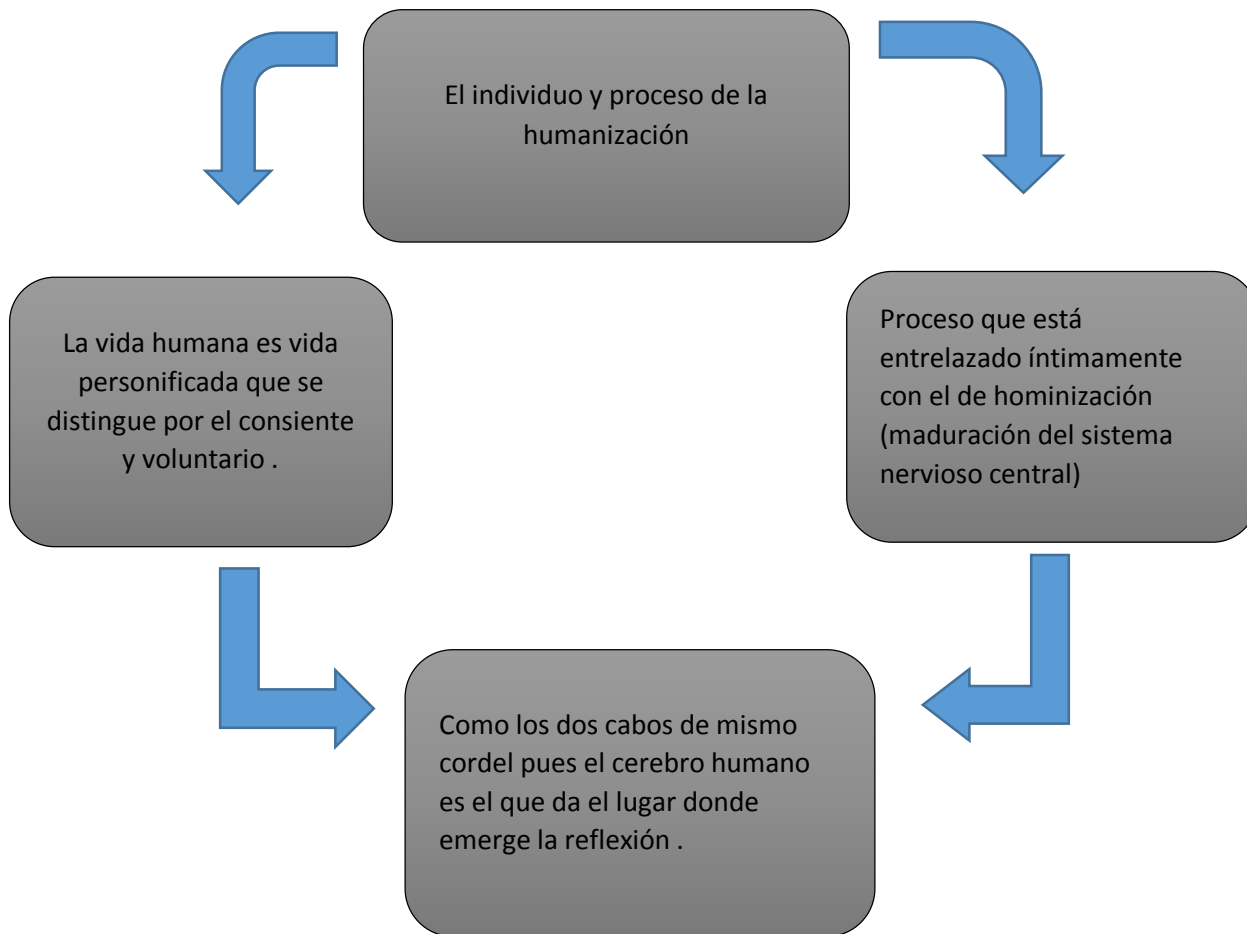 El individuo y proceso de la
humanización
La vida humana es vida
personificada que se
distingue por el consiente
y voluntario .
Proceso que está
entrelazado íntimamente
con el de hominización
(maduración del sistema
nervioso central)
Como los dos cabos de mismo
cordel pues el cerebro humano
es el que da el lugar donde
emerge la reflexión .